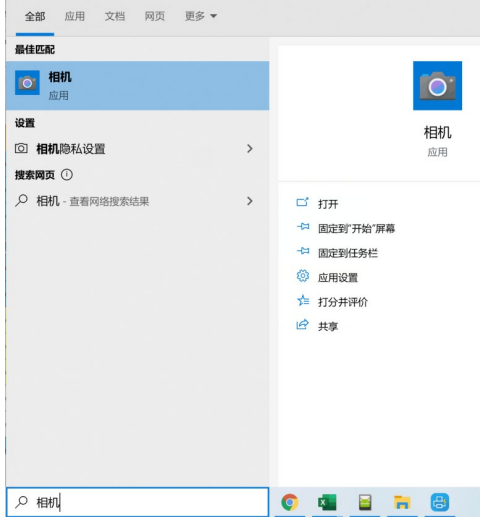 全部 应用 文档 网页 更多
最佳匹配
相机
应用
设置
相机隐私设置
搜索网页
相机 - 查看网络搜索结果
相机
应用
打开
固定到"开始"屏幕
固定到任务栏
应用设置
打分并评价
共享
相机